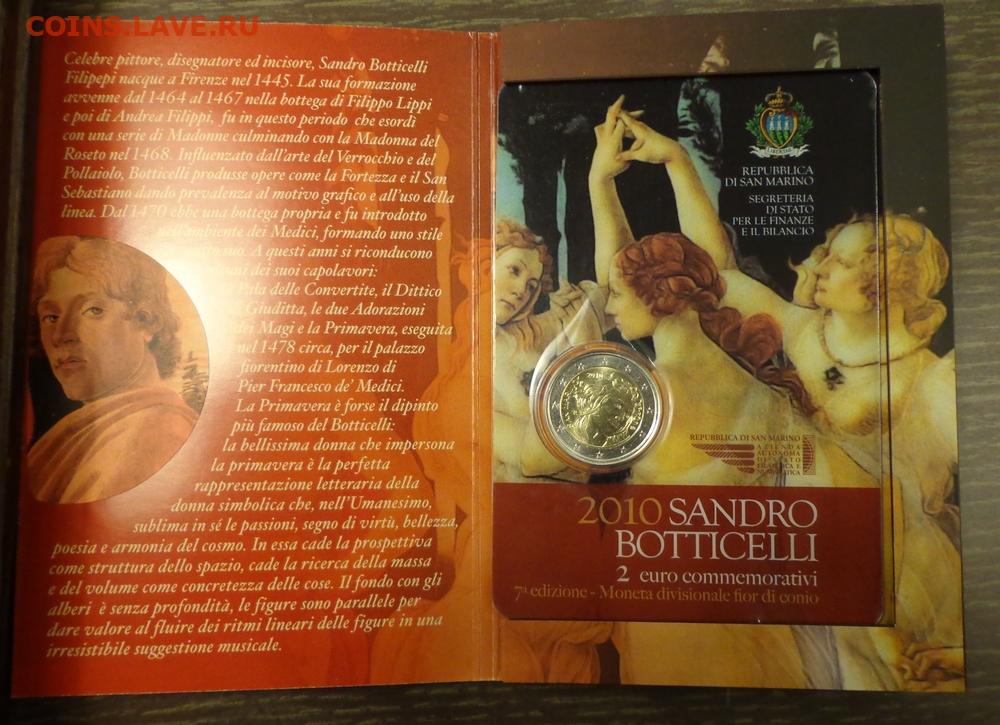 COINS.LAVE.RU
Celebre pittore, disegnatore ed incisore, Sandro Botticelli
Filipepi nacque a Firenze nel 1445. La sua formazione
avvenne dal 1464 al 1467 nella bottega di Filippo Lippi
e poi di Andrea Filippi, fu in questo periodo che esordì
con una serie di Madonne culminando con la Madonna del
Roseto nel 1468. Influenzato dall'arte del Verrocchio e del
Pollaiolo, Botticelli produsse opere come la Fortezza e il San
Sebastiano dando prevalenza al motivo grafico e all'uso della
linea. Dal 1470 ebbe una bottega propria e fu introdotto
nell'ambiente dei Medici, formando uno stile
suo. A questi anni si riconducono
dei suoi capolavori:
Pala delle Convertite, il Dittico
Giuditta, le due Adorazioni
dei Magi e la Primavera, eseguita
nel 1478 circa, per il palazzo
fiorentino di Lorenzo di
Pier Francesco de' Medici.
La Primavera è forse il dipinto
più famoso del Botticelli:
la bellissima donna che impersona
la primavera è la perfetta
rappresentazione letteraria della
donna simbolica che, nell'Umanesimo,
sublima in sé le passioni, segno di virtù, bellezza,
poesia e armonia del cosmo. In essa cade la prospettiva
come struttura dello spazio, cade la ricerca della massa
e del volume come concretezza delle cose. Il fondo con gli
alberi è senza profondità, le figure sono parallele per
dare valore al fluire dei ritmi lineari delle figure in una
irresistibile suggestione musicale.
LIBERTAS
REPUBBLICA
DI SAN MARINO
SEGRETERIA
DI STATO
PER LE FINANZE
E IL BILANCIO
2010
REPUBBLICA DI SAN MARINO
AZIENDA
AUTONOMA
DI STATO
FILATELICA E
NUMISMATICA
2010 SANDRO
BOTTICELLI
2 euro commemorativi
7ª edizione - Moneta divisionale fior di conio